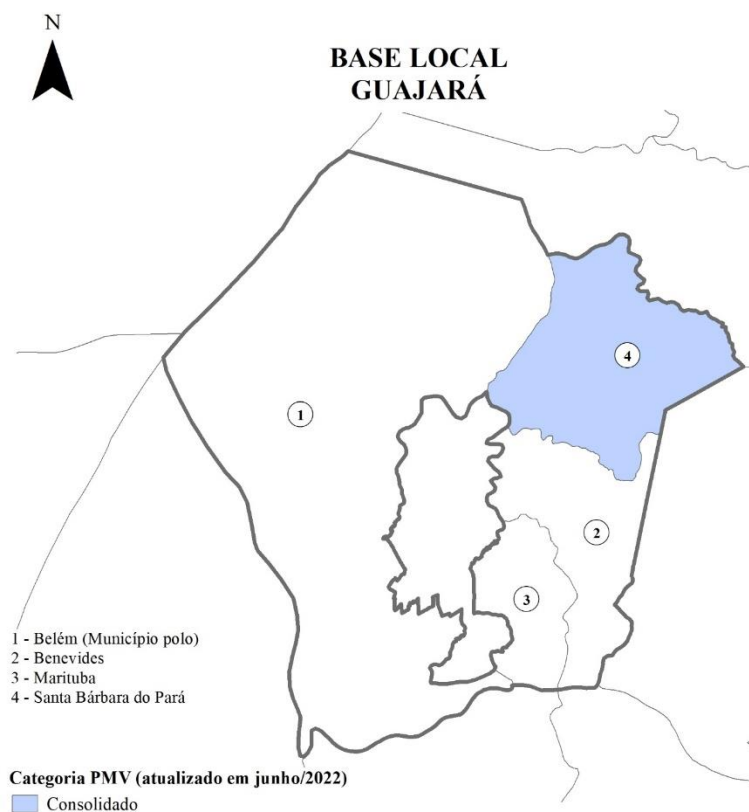 N
BASE LOCAL
GUAJARÁ
4
1
2
3
1 - Belém (Município polo)
2 - Benevides
3 - Marituba
4 - Santa Bárbara do Pará
Categoria PMV (atualizado em junho/2022)
Consolidado